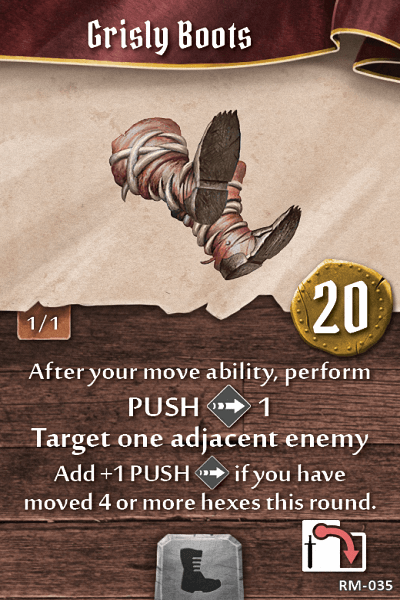 Grisly Boots
20
1/1
After your move ability, perform
PUSH 1
Target one adjacent enemy
Add +1 PUSH if you have
moved 4 or more hexes this round.
RM-035